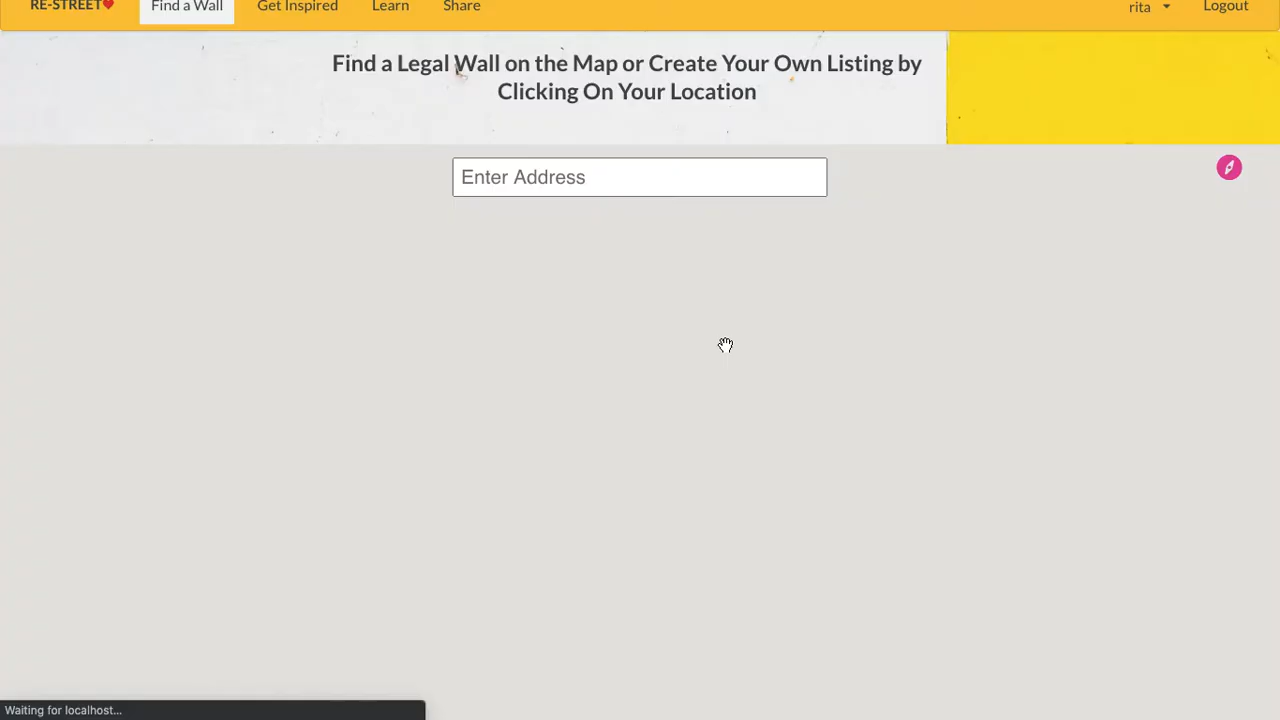 RE-STREET Find a Wall Get Inspired Learn Share rita Logout
Find a Legal Wall on the Map or Create Your Own Listing by
Clicking On Your Location
Enter Address
Waiting for localhost...